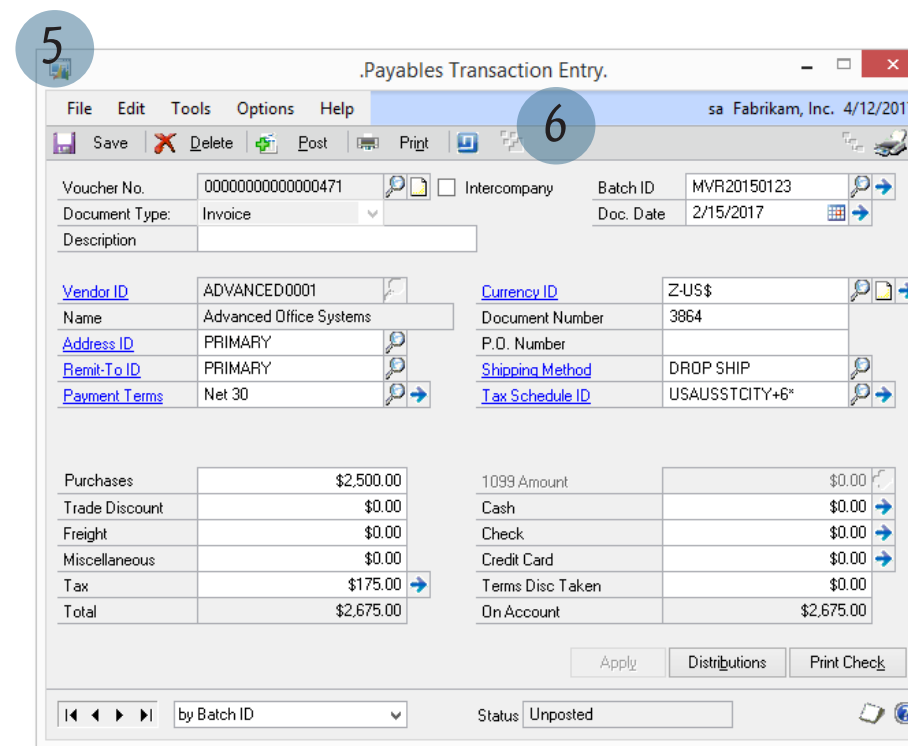 5
.Payables Transaction Entry.
File Edit Tools Options Help sa Fabrikam, Inc. 4/12/2017
6
Save Delete Post Print
Voucher No. 00000000000000471 Intercompany Batch ID MVR20150123
Document Type: Invoice Doc. Date 2/15/2017
Description
Vendor ID ADVANCED0001 Currency ID Z-US$
Name Advanced Office Systems Document Number 3864
Address ID PRIMARY P.O. Number
Remit-To ID PRIMARY Shipping Method DROP SHIP
Payment Terms Net 30 Tax Schedule ID USAUSSTCITY+6*
Purchases $2,500.00 1099 Amount $0.00
Trade Discount $0.00 Cash $0.00
Freight $0.00 Check $0.00
Miscellaneous $0.00 Credit Card $0.00
Tax $175.00 Terms Disc Taken $0.00
Total $2,675.00 On Account $2,675.00
Apply Distributions Print Check
by Batch ID Status Unposted